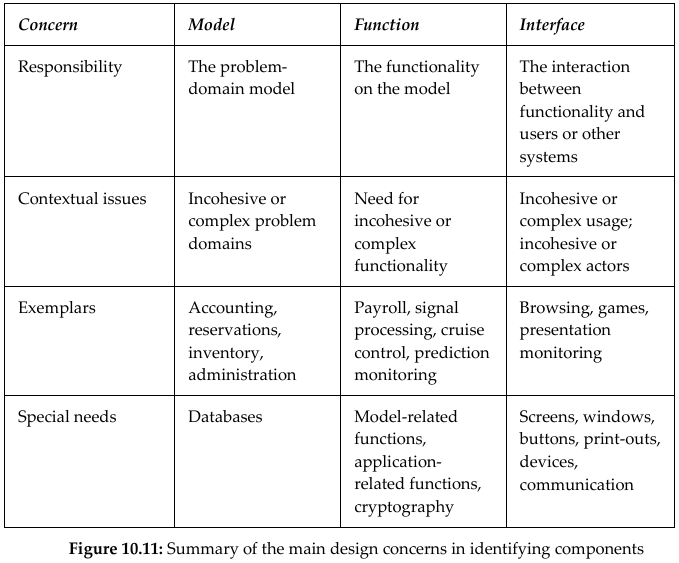 Concern Model Function Interface
Responsibility The problem- The functionality The interaction
domain model on the model between
functionality and
users or other
systems
Contextual issues Incohesive or Need for Incohesive or
complex problem incohesive or complex usage;
domains complex incohesive or
functionality complex actors
Exemplars Accounting, Payroll, signal Browsing, games,
reservations, processing, cruise presentation
inventory, control, prediction monitoring
administration monitoring
Special needs Databases Model-related Screens, windows,
functions, buttons, print-outs,
application- devices,
related functions, communication
cryptography
Figure 10.11: Summary of the main design concerns in identifying components